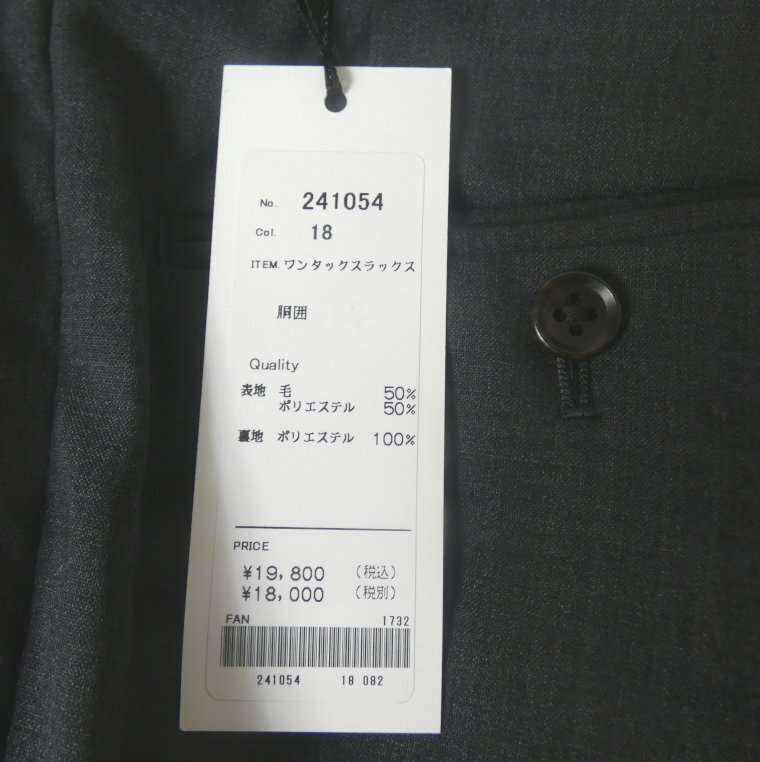 No. 241054
Col. 18
ITEM. ワンタックスラックス
胴囲
Quality
表地 毛 50%
ポリエステル 50%
裏地 ポリエステル 100%
PRICE
¥19,800 (税込)
¥18,000 (税別)
FAN 1732
241054 18 082